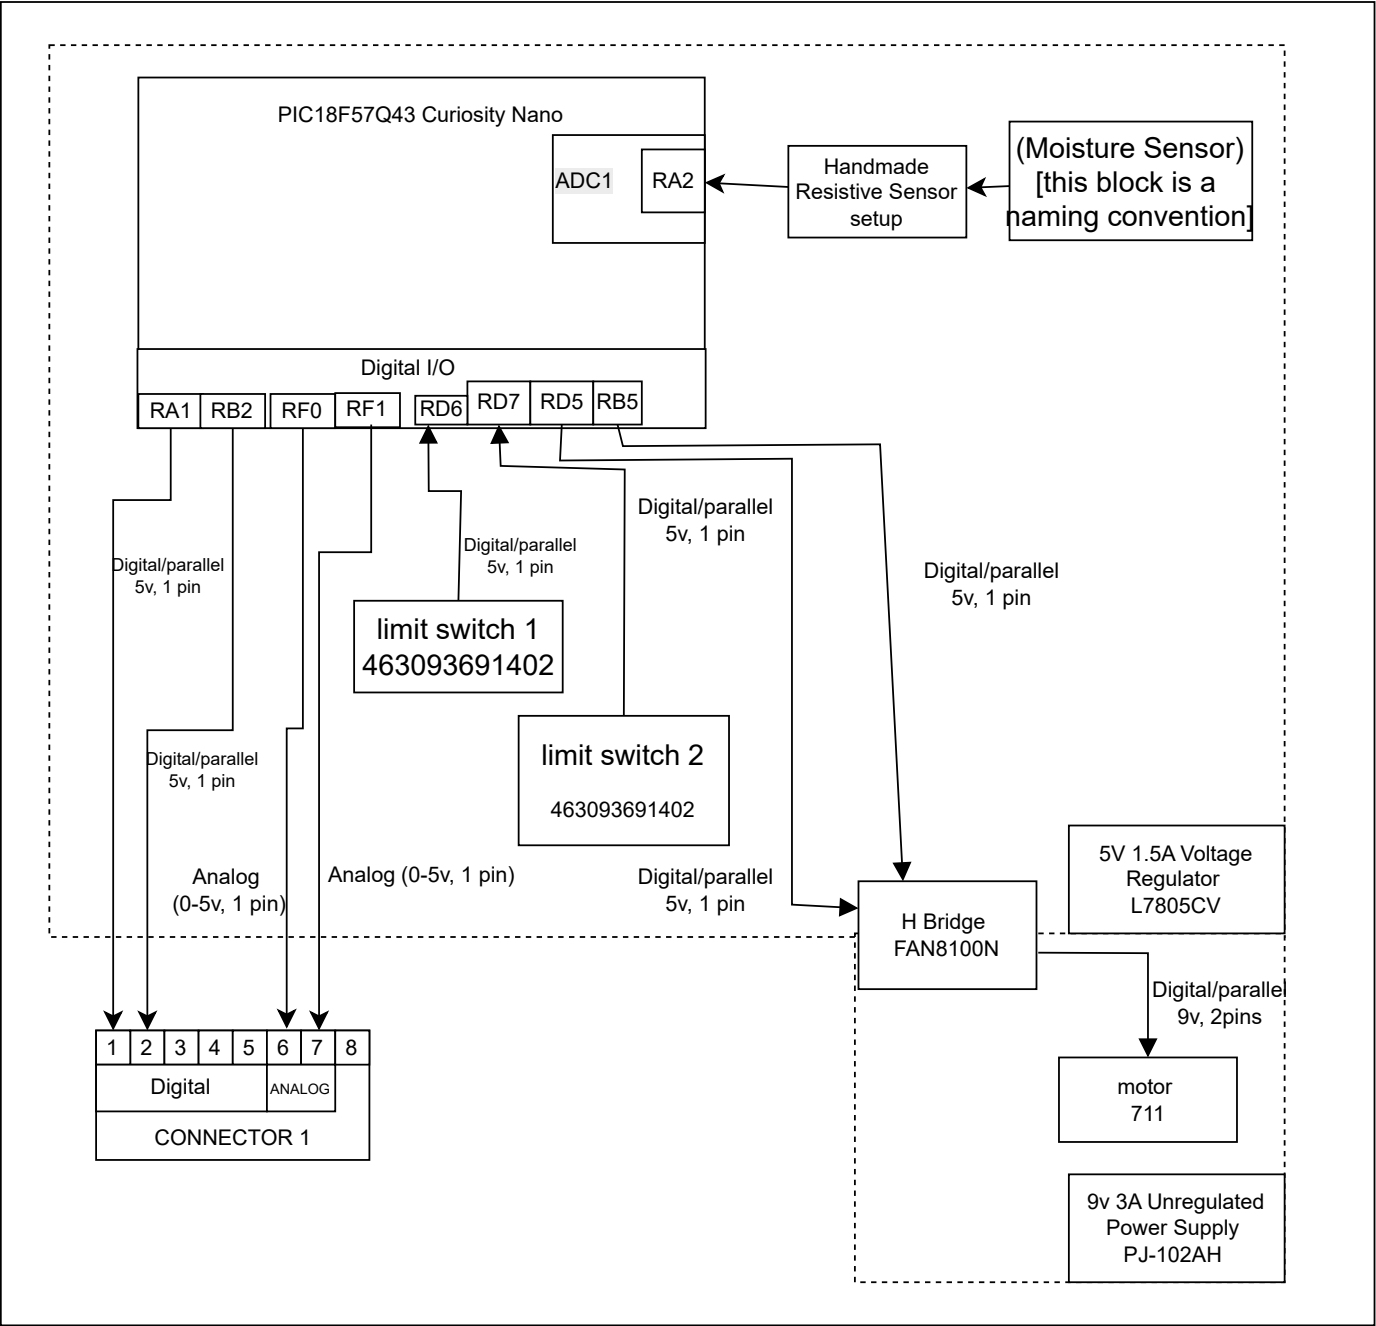 PIC18F57Q43 Curiosity Nano
ADC1
RA2
Handmade
Resistive Sensor
setup
(Moisture Sensor)
[this block is a
naming convention]
Digital I/O
RA1
RB2
RF0
RF1
RD6
RD7
RD5
RB5
Digital/parallel
5v, 1 pin
Digital/parallel
5v, 1 pin
Digital/parallel
5v, 1 pin
Digital/parallel
5v, 1 pin
limit switch 1
463093691402
Digital/parallel
5v, 1 pin
limit switch 2
463093691402
Analog
(0-5v, 1 pin)
Analog (0-5v, 1 pin)
Digital/parallel
5v, 1 pin
5V 1.5A Voltage
Regulator
L7805CV
H Bridge
FAN8100N
Digital/parallel
9v, 2pins
1
2
3
4
5
6
7
8
Digital
ANALOG
CONNECTOR 1
motor
711
9v 3A Unregulated
Power Supply
PJ-102AH